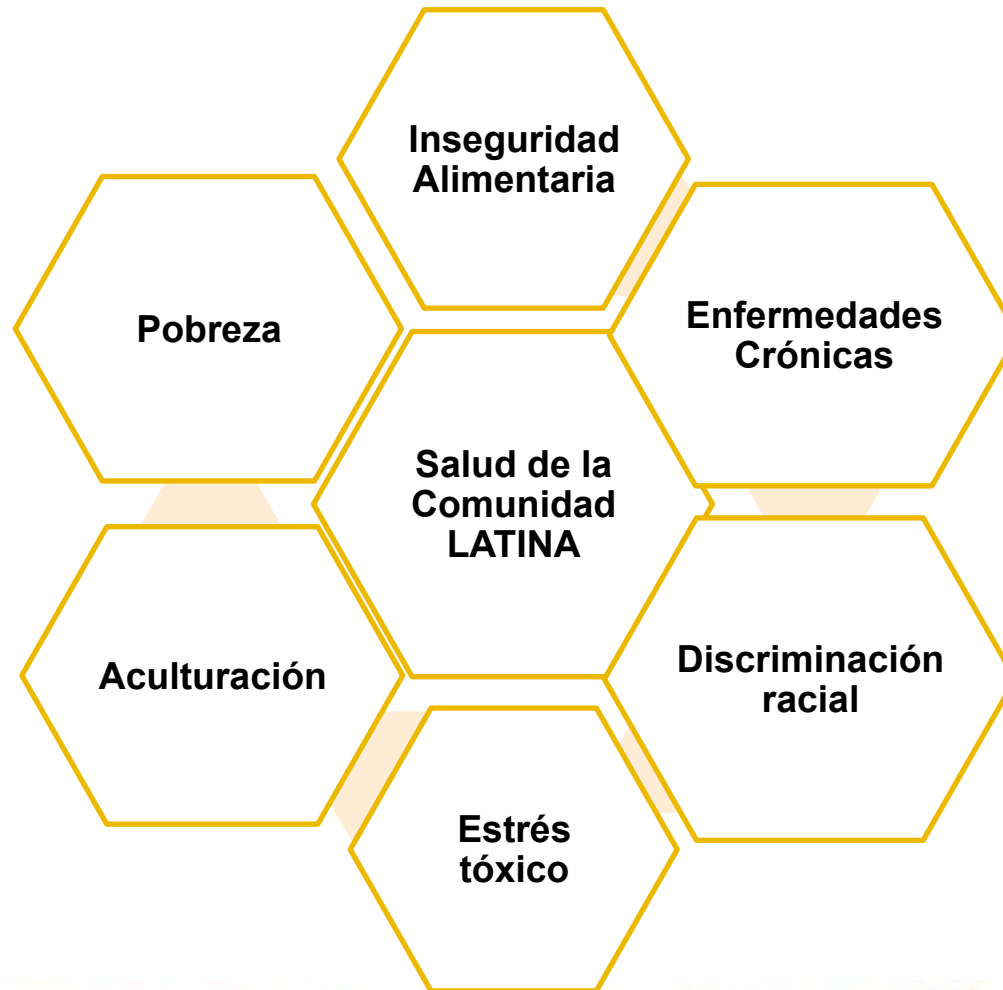 Inseguridad
Alimentaria
Pobreza
Enfermedades
Crónicas
Salud de la
Comunidad
LATINA
Aculturación
Discriminación
racial
Estrés
tóxico